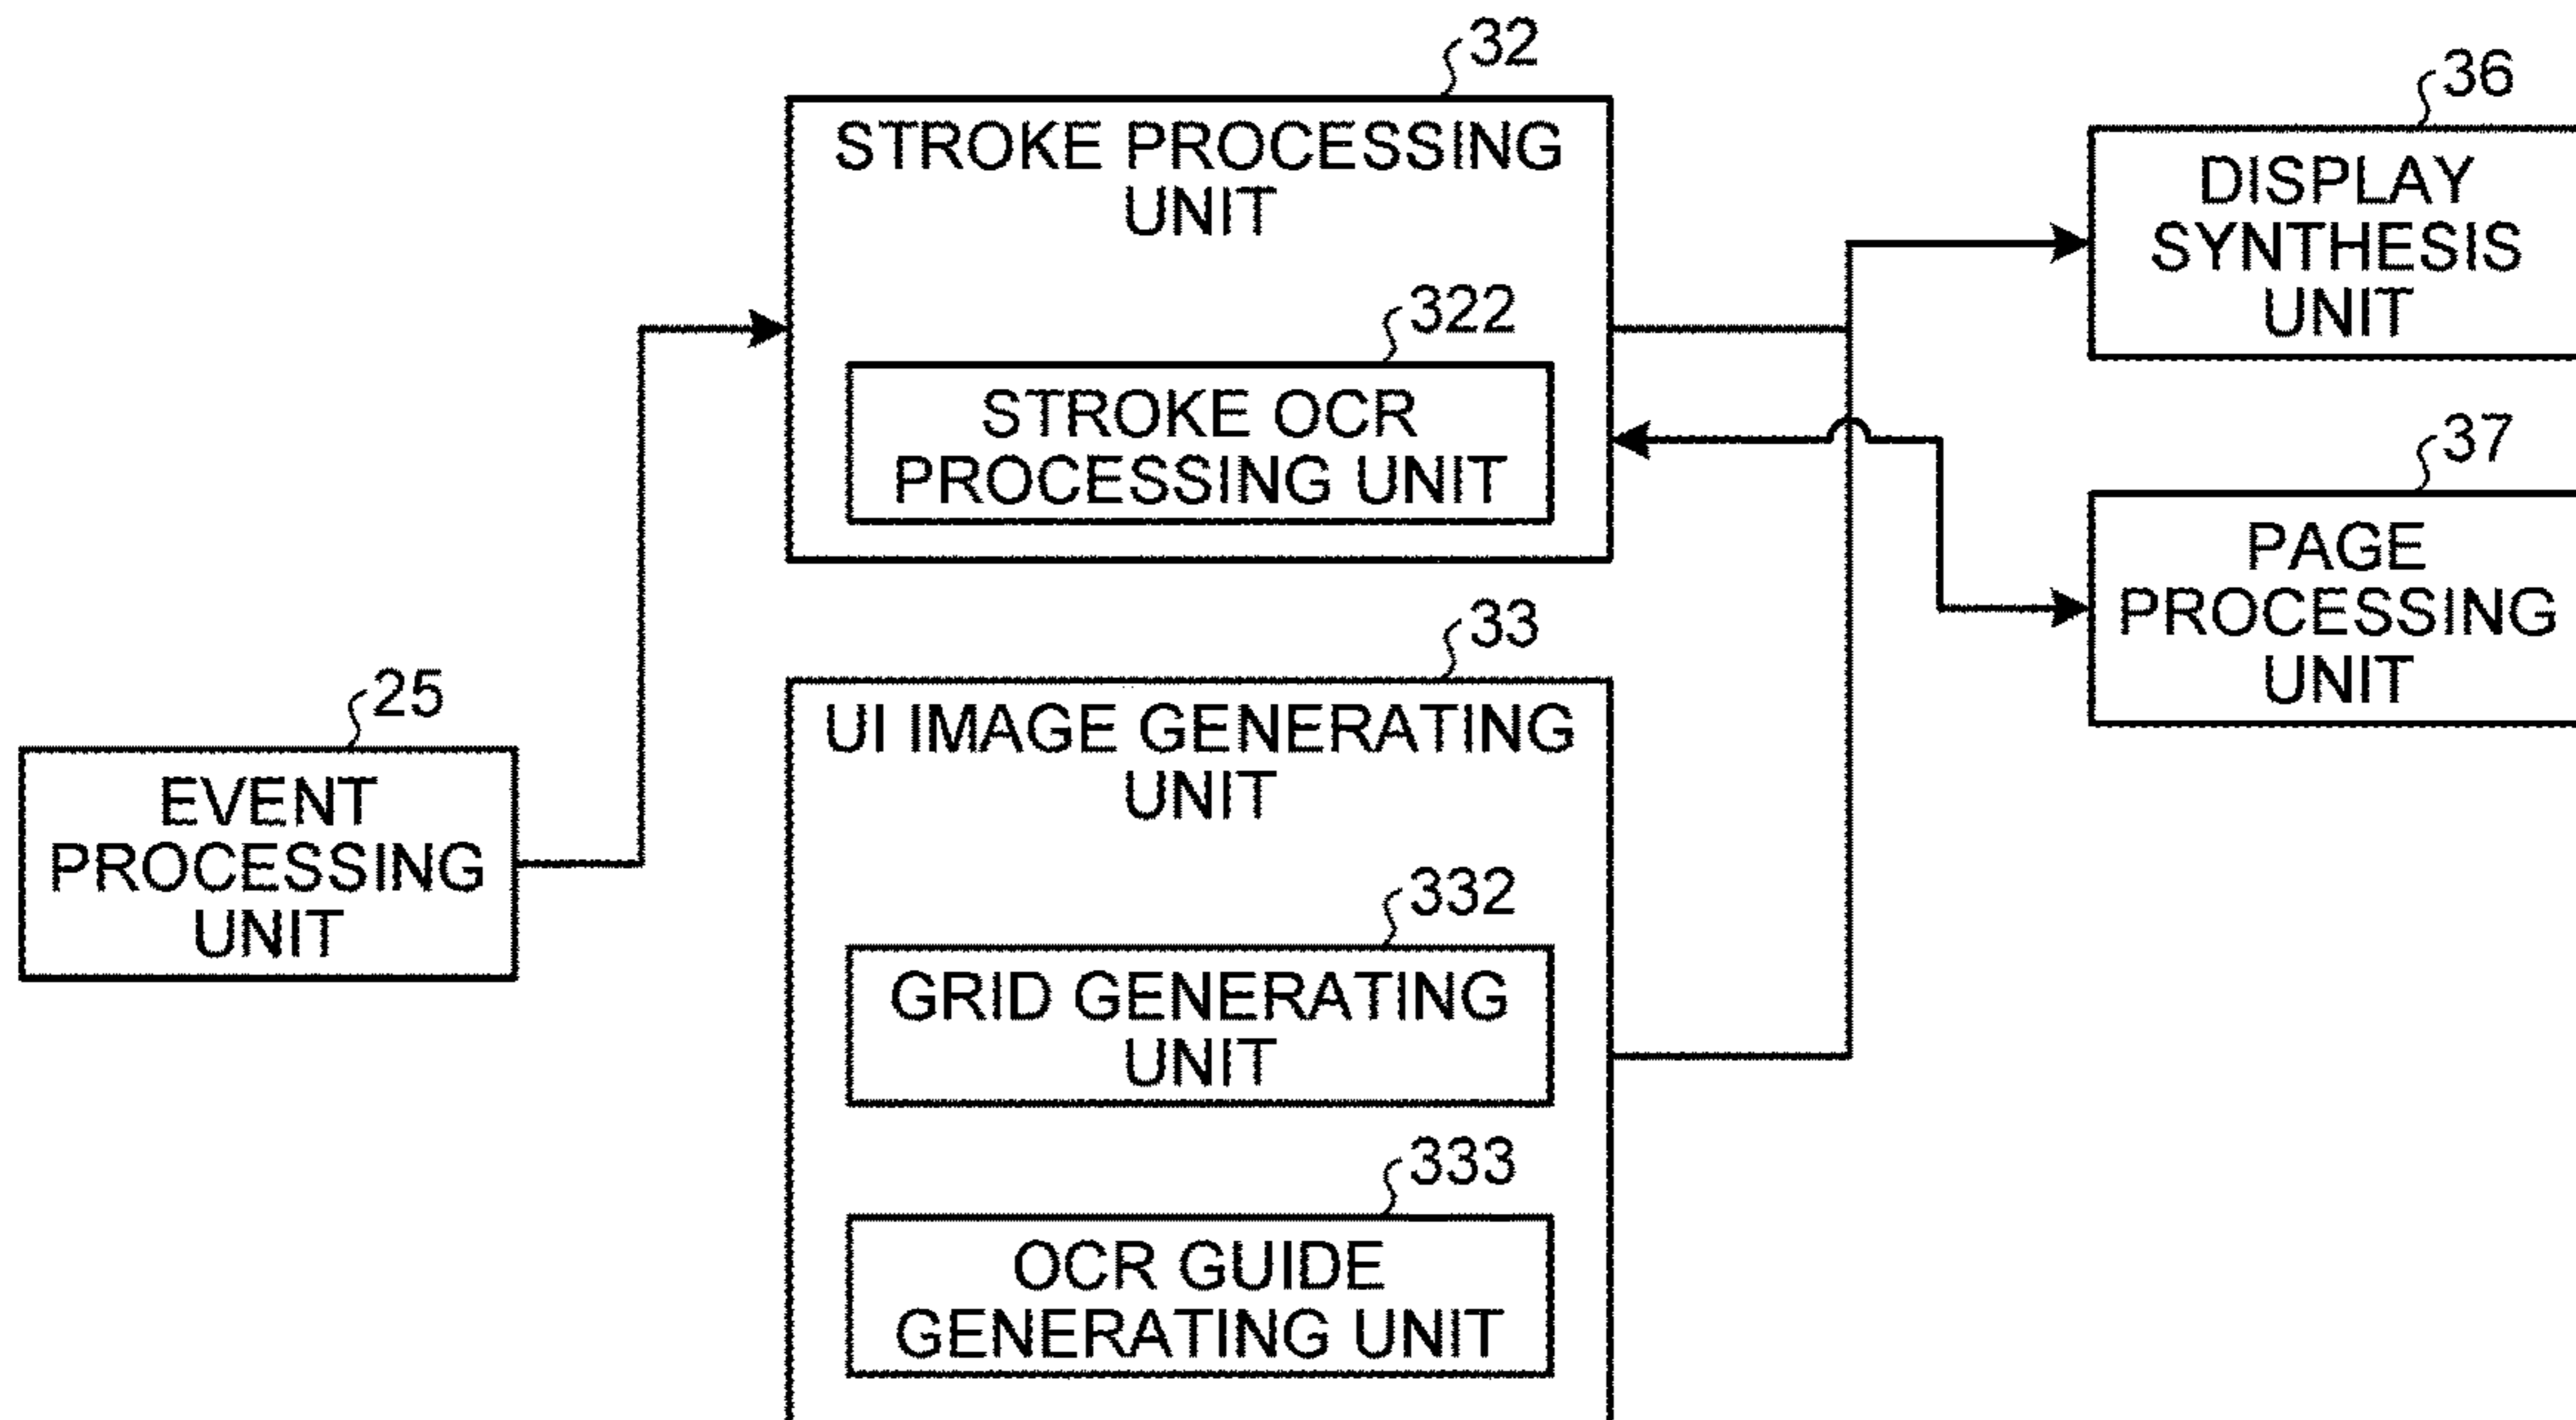 32
STROKE PROCESSING
UNIT
322
STROKE OCR
PROCESSING UNIT
36
DISPLAY
SYNTHESIS
UNIT
37
PAGE
PROCESSING
UNIT
25
EVENT
PROCESSING
UNIT
33
UI IMAGE GENERATING
UNIT
332
GRID GENERATING
UNIT
333
OCR GUIDE
GENERATING UNIT